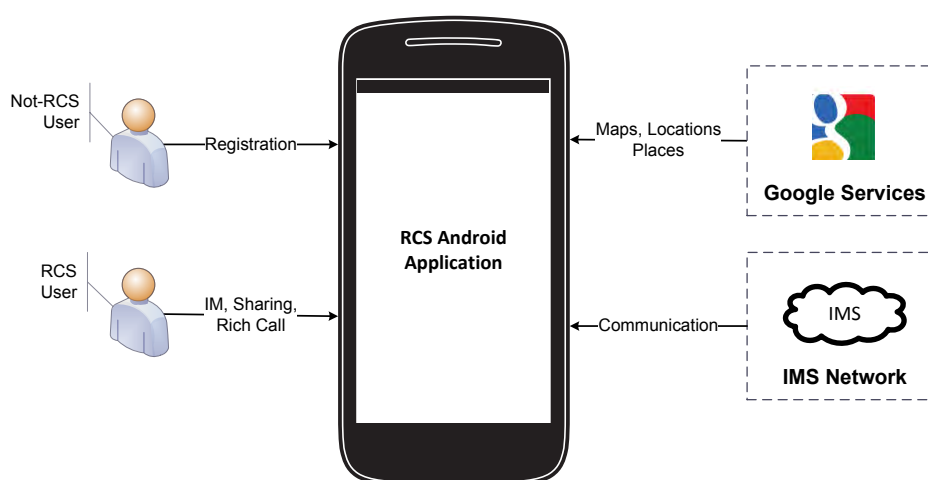 Not-RCS
User
Registration
RCS
User
IM, Sharing,
Rich Call
RCS Android
Application
Maps, Locations
Places
Google Services
Communication
IMS
IMS Network